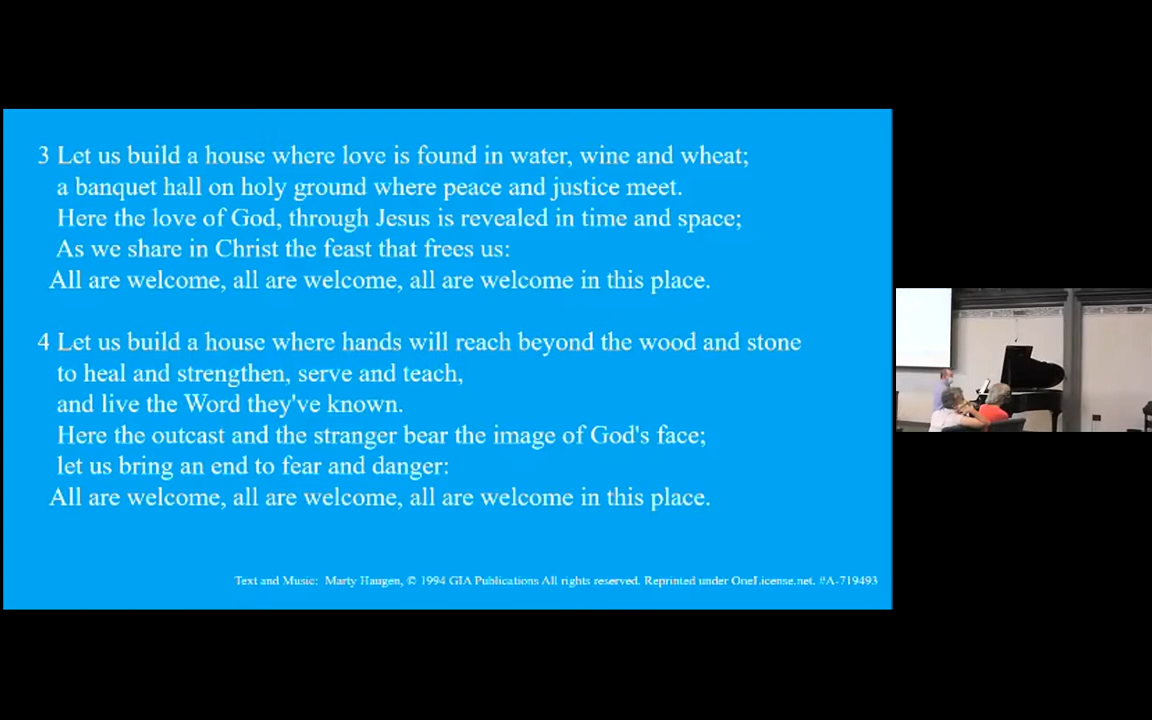 3 Let us build a house where love is found in water, wine and wheat;
a banquet hall on holy ground where peace and justice meet.
Here the love of God, through Jesus is revealed in time and space;
As we share in Christ the feast that frees us:
All are welcome, all are welcome, all are welcome in this place.
4 Let us build a house where hands will reach beyond the wood and stone
to heal and strengthen, serve and teach,
and live the Word they've known.
Here the outcast and the stranger bear the image of God's face;
let us bring an end to fear and danger:
All are welcome, all are welcome, all are welcome in this place.
Text and Music: Marty Haugen, © 1994 GIA Publications All rights reserved. Reprinted under OneLicense.net. #A-719493